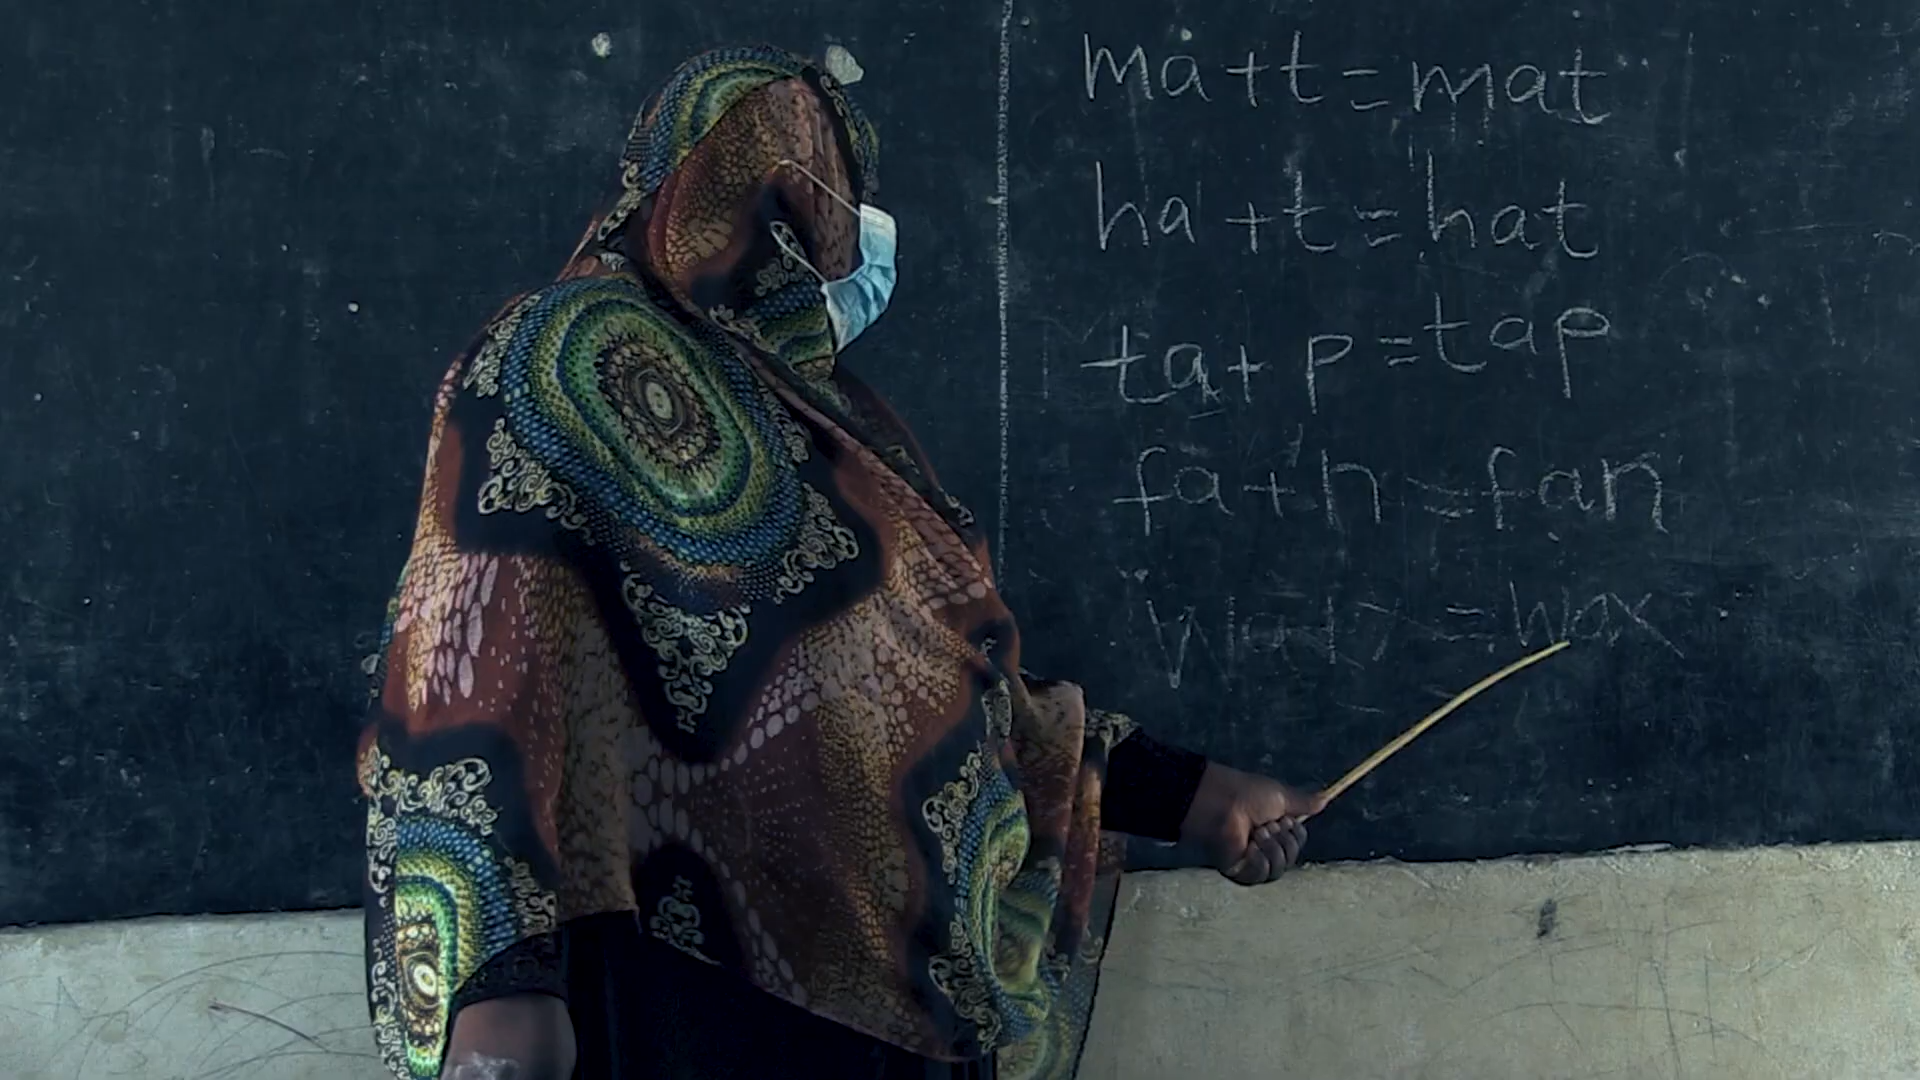 ma+t=mat
ha+t=hat
ta+p=tap
fa+n=fan
wa+x=wax